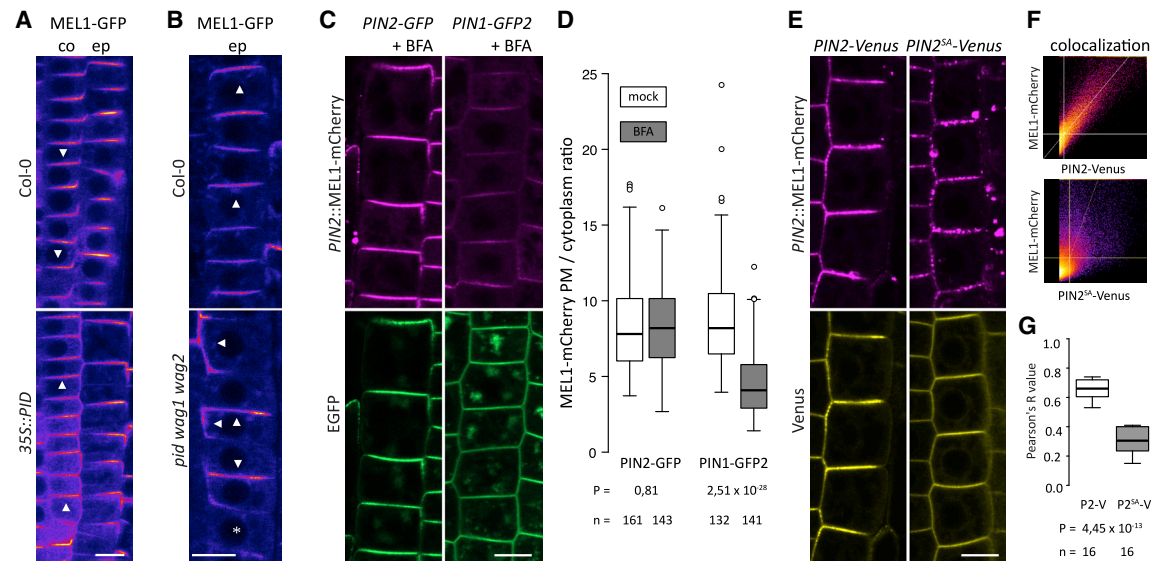 A
MEL1-GFP
co ep
Col-0
35S::PID
B
MEL1-GFP
ep
Col-0
pid wag1 wag2
*
C
PIN2-GFP PIN1-GFP2
+ BFA + BFA
PIN2::MEL1-mCherry
EGFP
D
MEL1-mCherry PM / cytoplasm ratio
25
20
15
10
5
0
mock
BFA
PIN2-GFP PIN1-GFP2
P = 0,81 2,51 x 10⁻²⁸
n = 161 143 132 141
E
PIN2-Venus PIN2ˢᴬ-Venus
PIN2::MEL1-mCherry
Venus
F
colocalization
MEL1-mCherry
PIN2-Venus
MEL1-mCherry
PIN2ˢᴬ-Venus
G
Pearson's R value
1.0
0.8
0.6
0.4
0.2
0.0
P2-V P2ˢᴬ-V
P = 4,45 x 10⁻¹³
n = 16 16